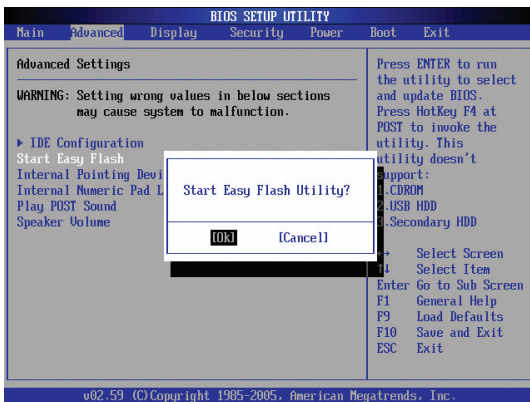 BIOS SETUP UTILITY
Main Advanced Display Security Power Boot Exit
Advanced Settings
WARNING: Setting wrong values in below sections
may cause system to malfunction.
▶ IDE Configuration
Start Easy Flash
Internal Pointing Devi
Internal Numeric Pad L
Play POST Sound
Speaker Volume
Start Easy Flash Utility?
[Ok] [Cancel]
Press ENTER to run
the utility to select
and update BIOS.
Press HotKey F4 at
POST to invoke the
utility. This
utility doesn't
support:
1.CDROM
2.USB HDD
3.Secondary HDD
↔ Select Screen
↑↓ Select Item
Enter Go to Sub Screen
F1 General Help
F9 Load Defaults
F10 Save and Exit
ESC Exit
v02.59 (C)Copyright 1985-2005, American Megatrends, Inc.